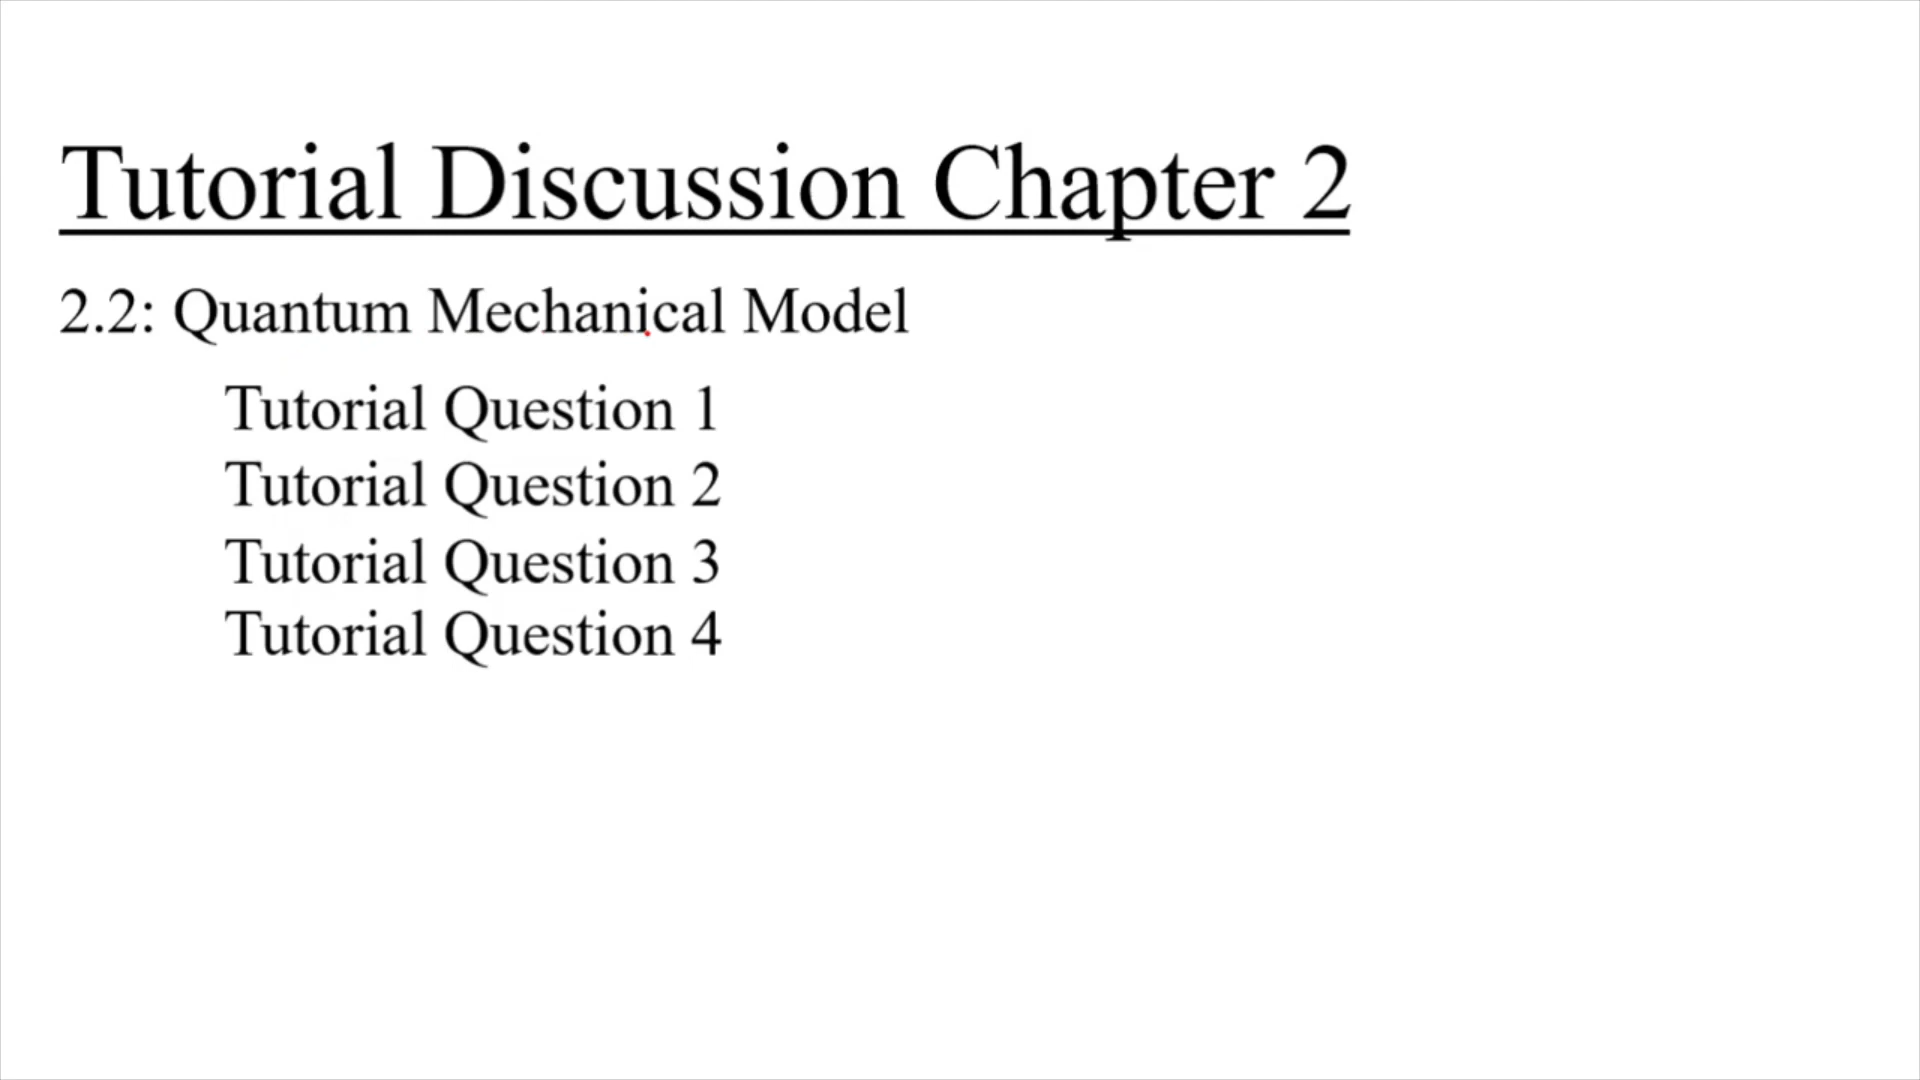 Tutorial Discussion Chapter 2
2.2: Quantum Mechanical Model
Tutorial Question 1
Tutorial Question 2
Tutorial Question 3
Tutorial Question 4